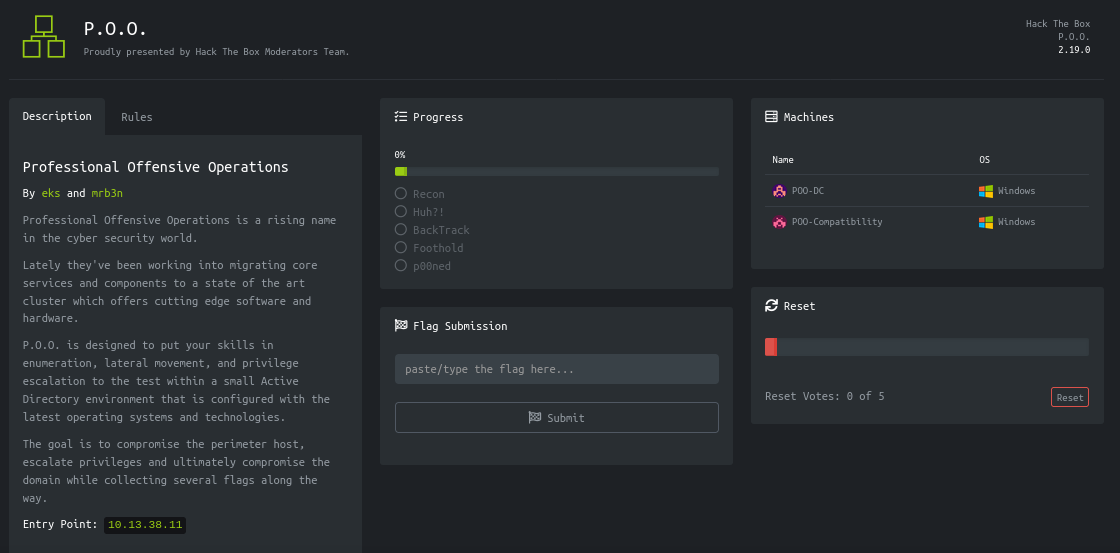 P.O.O.
Proudly presented by Hack The Box Moderators Team.
Hack The Box
P.O.O.
2.19.0
Description
Rules
Professional Offensive Operations
By eks and mrb3n
Professional Offensive Operations is a rising name
in the cyber security world.
Lately they've been working into migrating core
services and components to a state of the art
cluster which offers cutting edge software and
hardware.
P.O.O. is designed to put your skills in
enumeration, lateral movement, and privilege
escalation to the test within a small Active
Directory environment that is configured with the
latest operating systems and technologies.
The goal is to compromise the perimeter host,
escalate privileges and ultimately compromise the
domain while collecting several flags along the
way.
Entry Point: 10.13.38.11
Progress
0%
Recon
Huh?!
BackTrack
Foothold
p00ned
Flag Submission
paste/type the flag here...
Submit
Machines
Name OS
POO-DC Windows
POO-Compatibility Windows
Reset
Reset Votes: 0 of 5
Reset